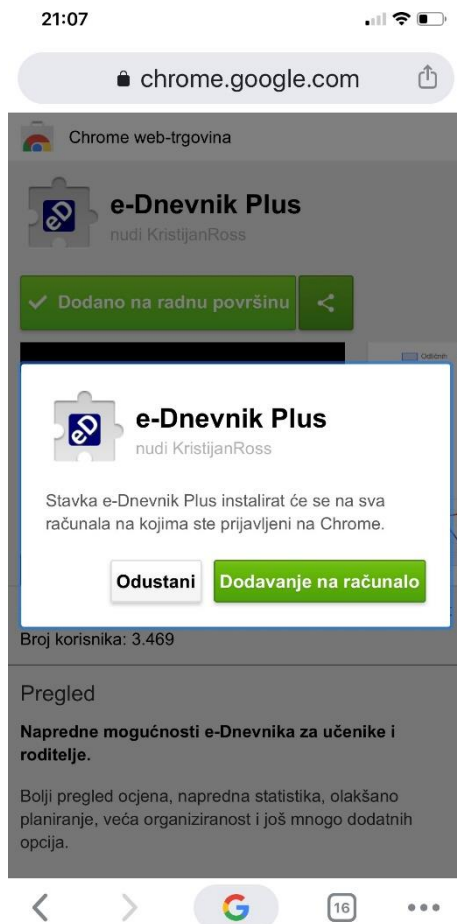 21:07
chrome.google.com
Chrome web-trgovina
e-Dnevnik Plus
nudi KristijanRoss
Dodano na radnu površinu
Odličnih
eD
e-Dnevnik Plus
nudi KristijanRoss
Stavka e-Dnevnik Plus instalirat će se na sva
računala na kojima ste prijavljeni na Chrome.
Odustani
Dodavanje na računalo
Broj korisnika: 3.469
Pregled
Napredne mogućnosti e-Dnevnika za učenike i
roditelje.
Bolji pregled ocjena, napredna statistika, olakšano
planiranje, veća organiziranost i još mnogo dodatnih
opcija.
G
16